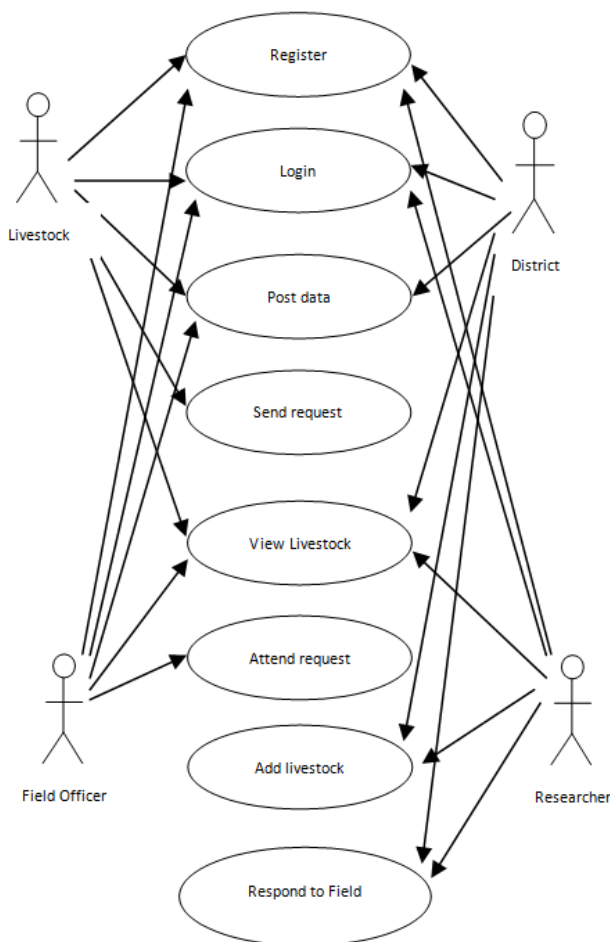 Register
Login
Livestock
District
Post data
Send request
View Livestock
Attend request
Add livestock
Field Officer
Researcher
Respond to Field